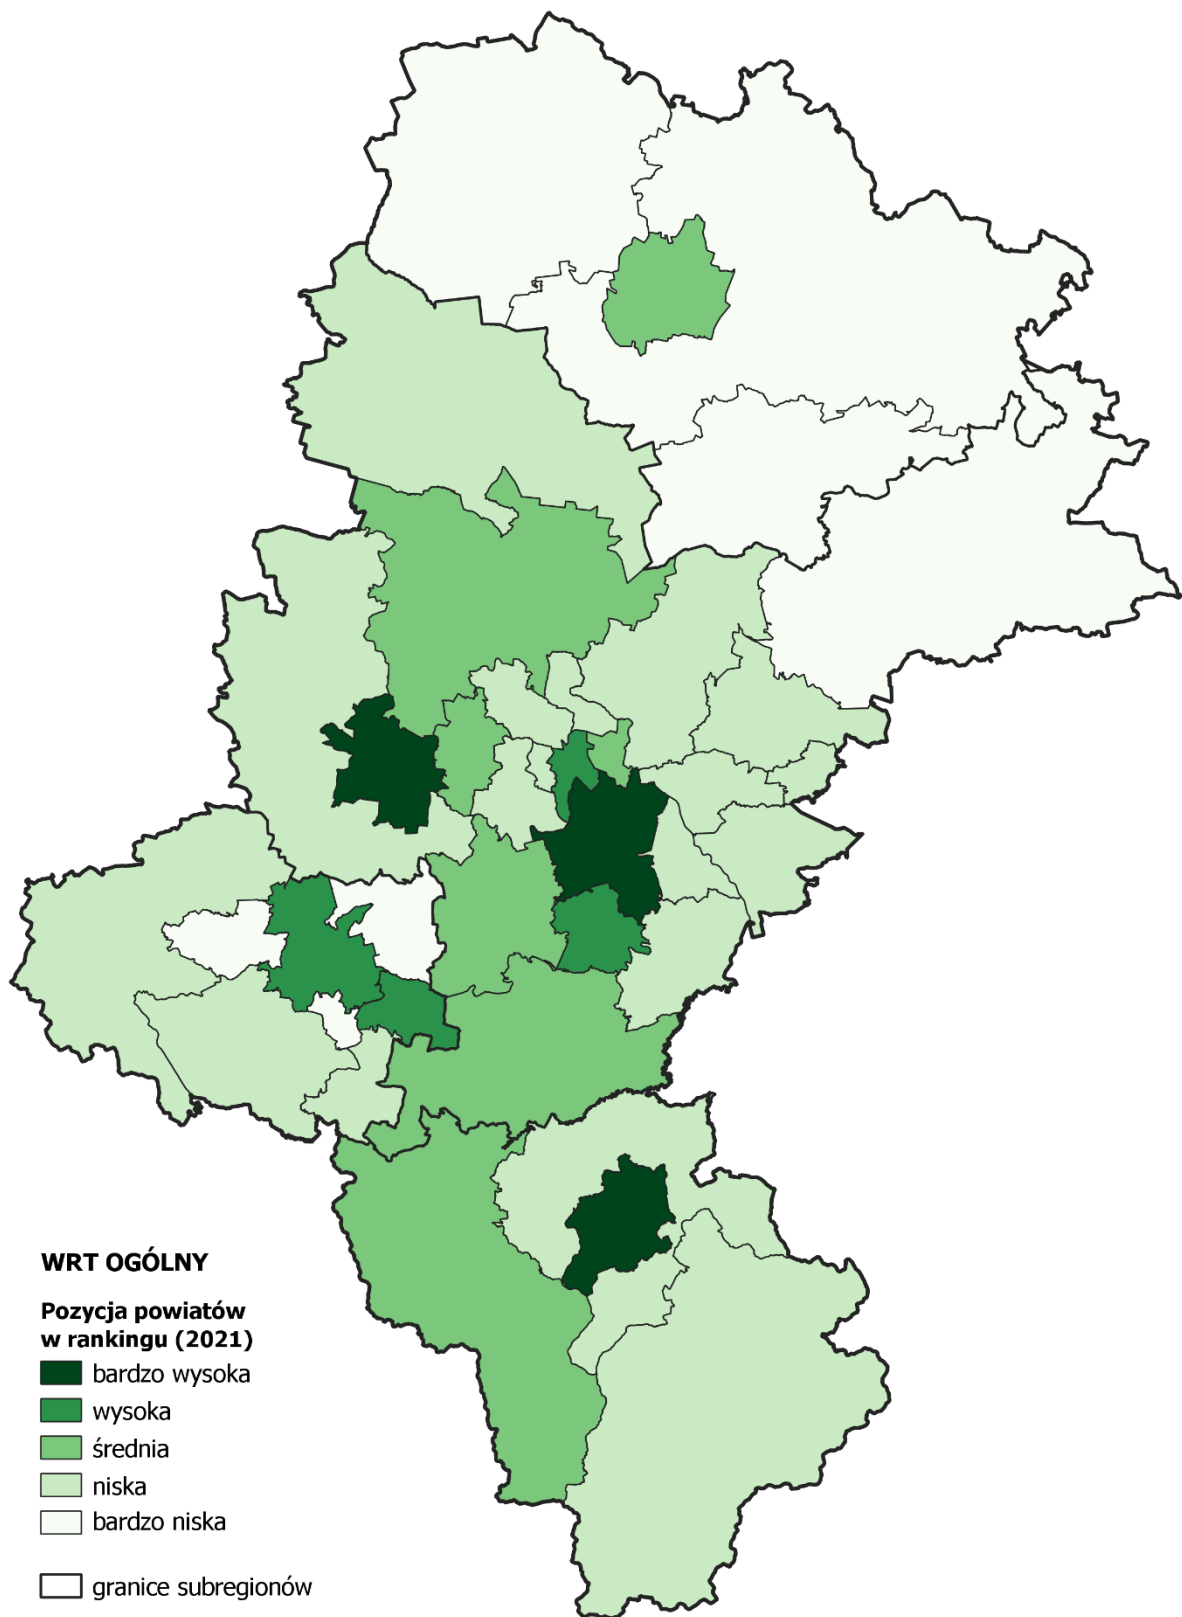 WRT OGÓLNY
Pozycja powiatów
w rankingu (2021)
bardzo wysoka
wysoka
średnia
niska
bardzo niska
granice subregionów